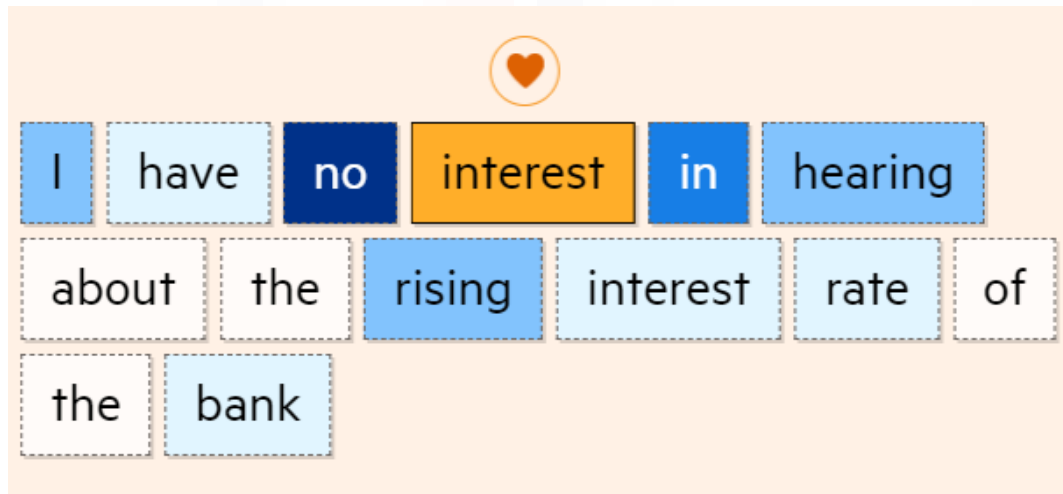 I have no interest in hearing
about the rising interest rate of
the bank